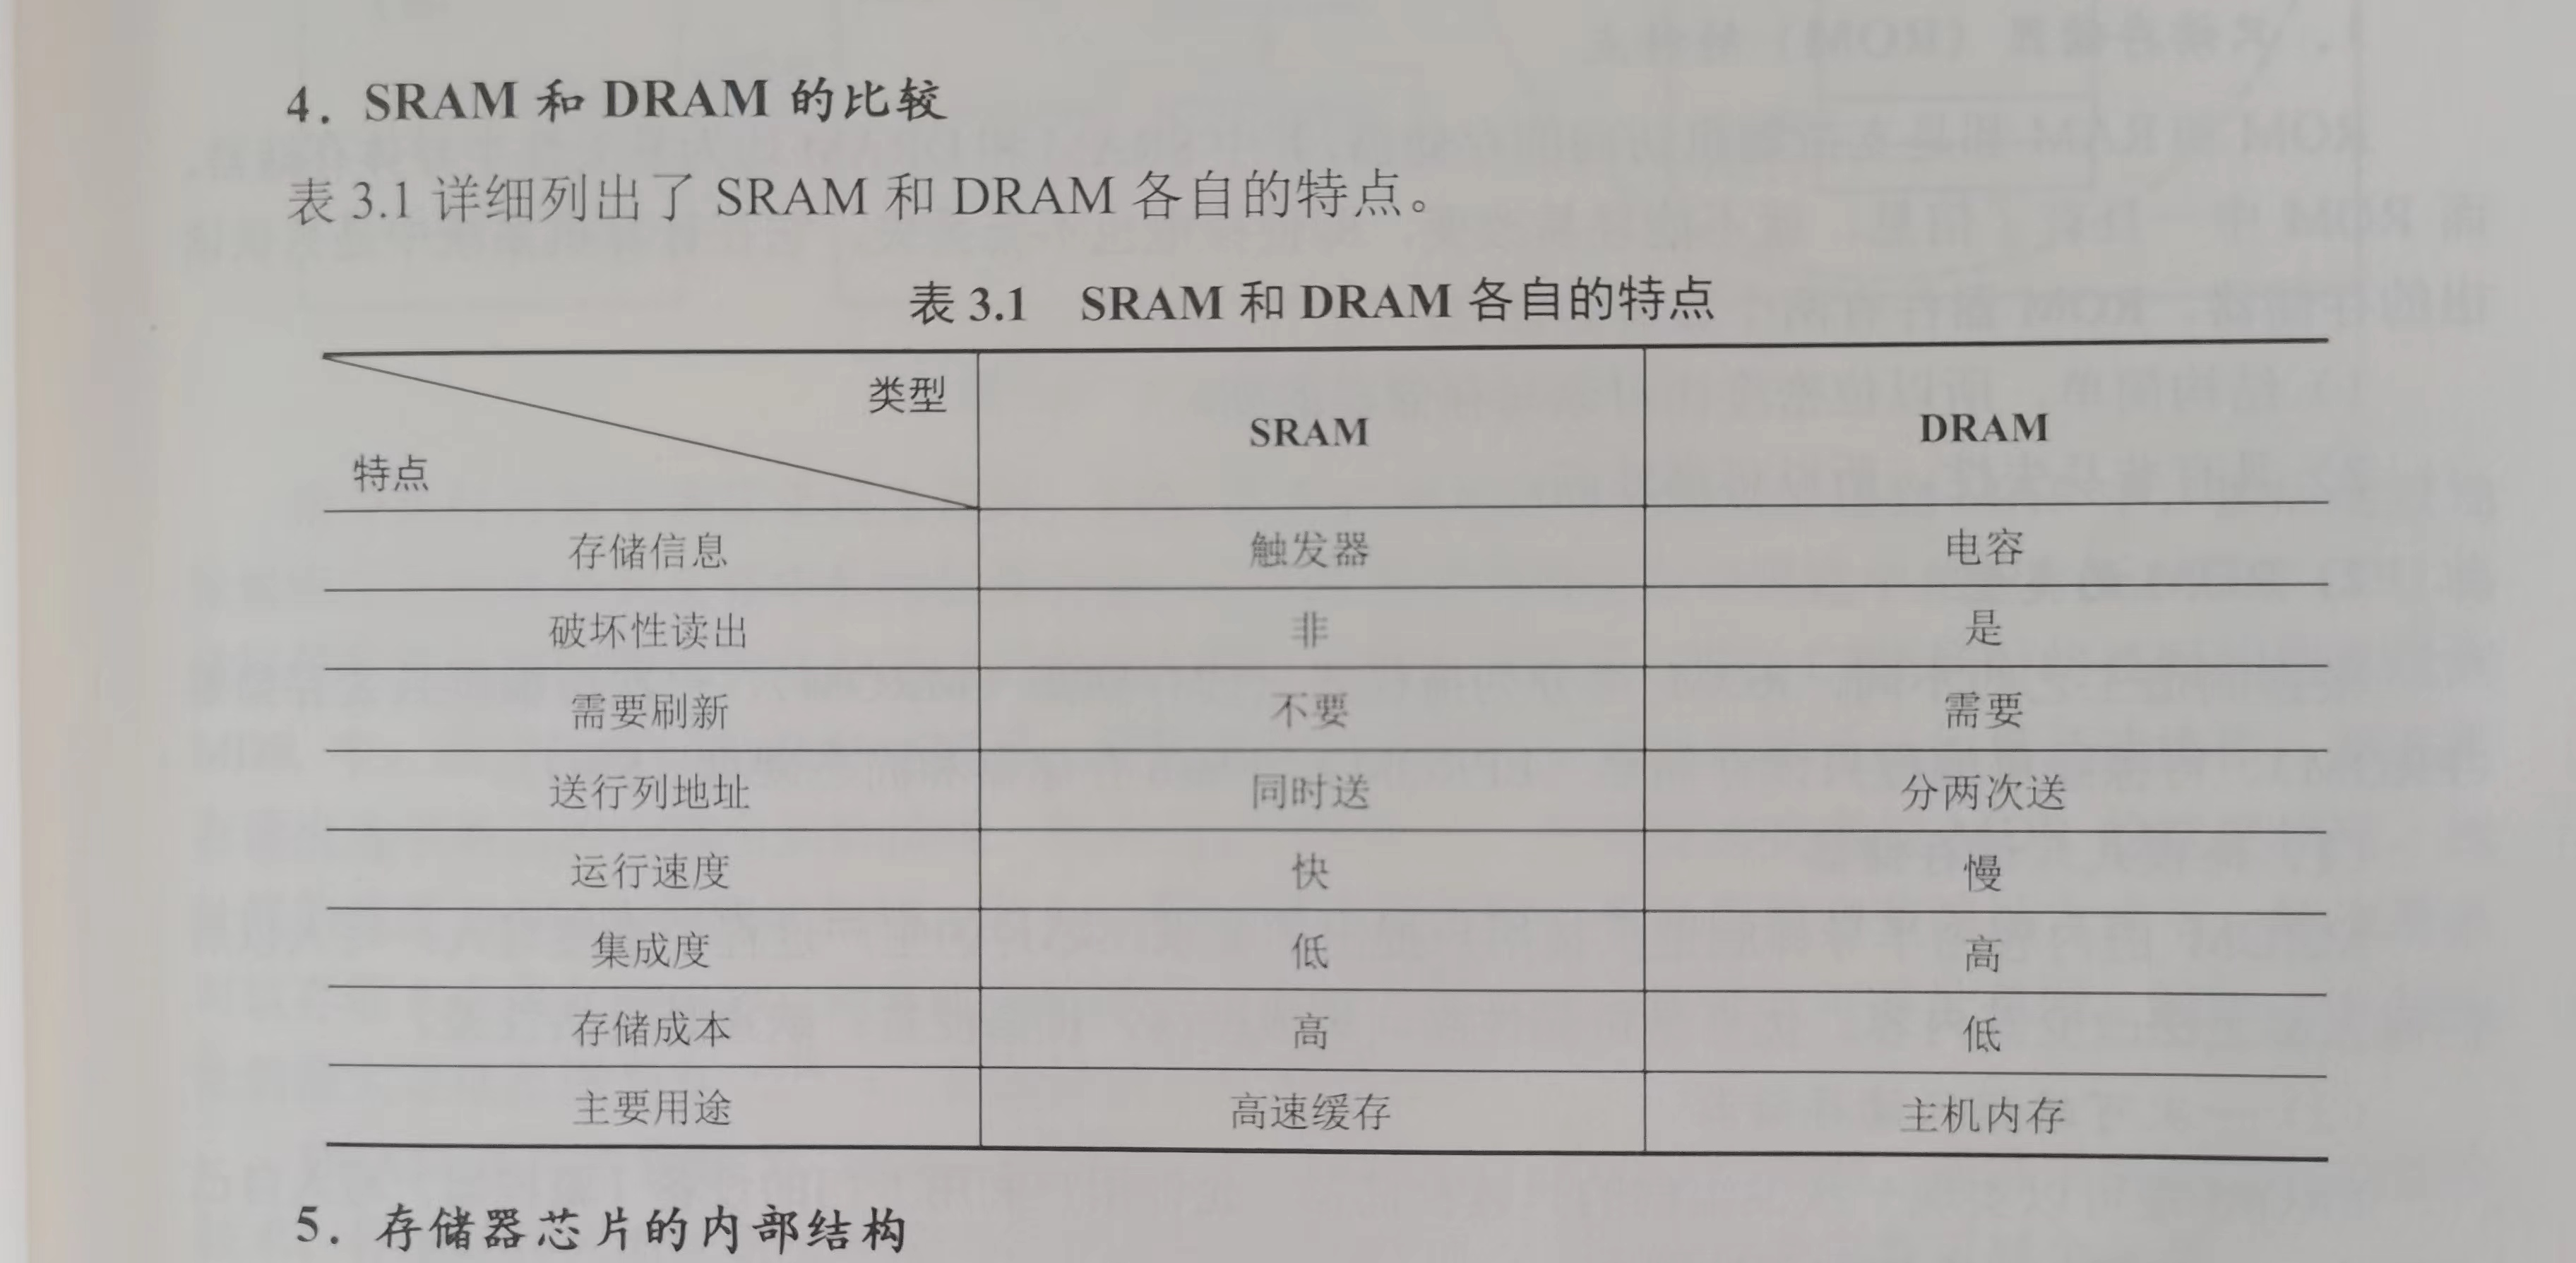 4. SRAM 和 DRAM 的比较
表 3.1 详细列出了 SRAM 和 DRAM 各自的特点。
表 3.1 SRAM 和 DRAM 各自的特点
类型
特点 SRAM DRAM
存储信息 触发器 电容
破坏性读出 非 是
需要刷新 不要 需要
送行列地址 同时送 分两次送
运行速度 快 慢
集成度 低 高
存储成本 高 低
主要用途 高速缓存 主机内存
5. 存储器芯片的内部结构